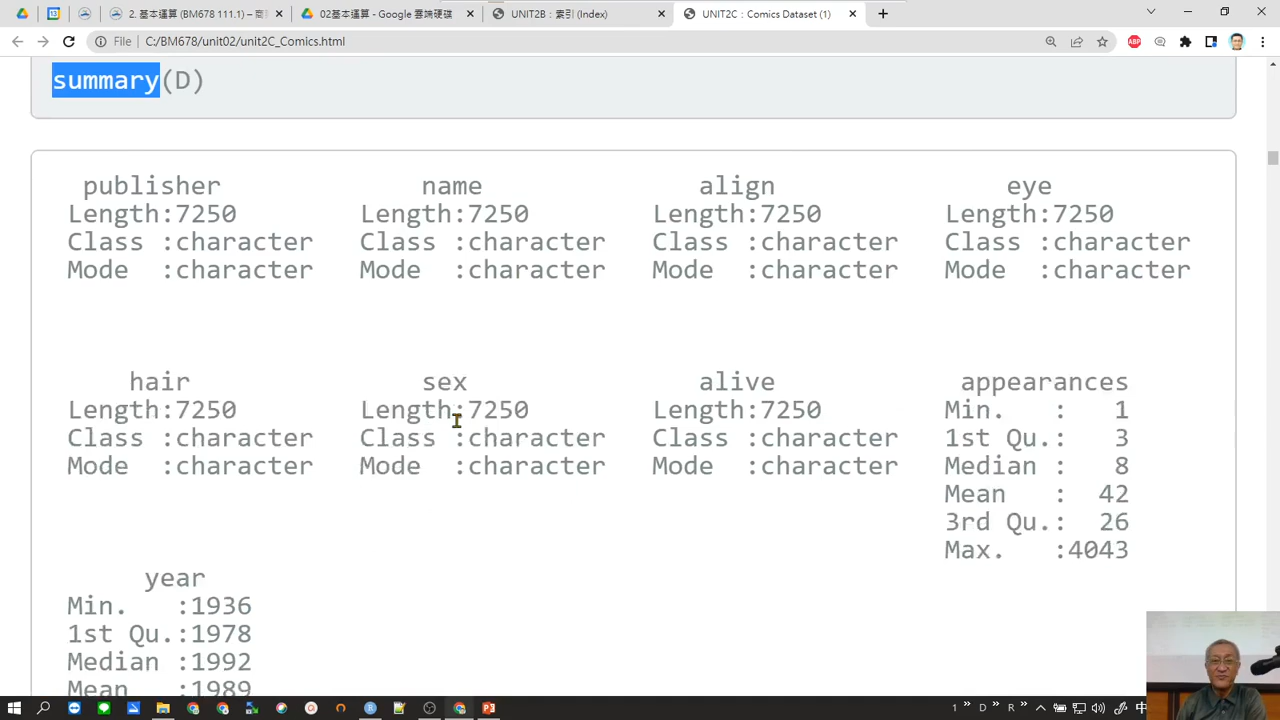 2. 基本運算 (BM678 111.1) – 商
02基本運算 - Google 雲端硬碟
UNIT2B：索引 (Index)
UNIT2C：Comics Dataset (1)
File
C:/BM678/unit02/unit2C_Comics.html
ABP
summary(D)
publisher name align eye
Length:7250 Length:7250 Length:7250 Length:7250
Class :character Class :character Class :character Class :character
Mode :character Mode :character Mode :character Mode :character
hair sex alive appearances
Length:7250 Length:7250 Length:7250 Min. : 1
Class :character Class :character Class :character 1st Qu.: 3
Mode :character Mode :character Mode :character Median : 8
Mean : 42
3rd Qu.: 26
Max. :4043
year
Min. :1936
1st Qu.:1978
Median :1992
Mean :1989
1 » D » R » 中